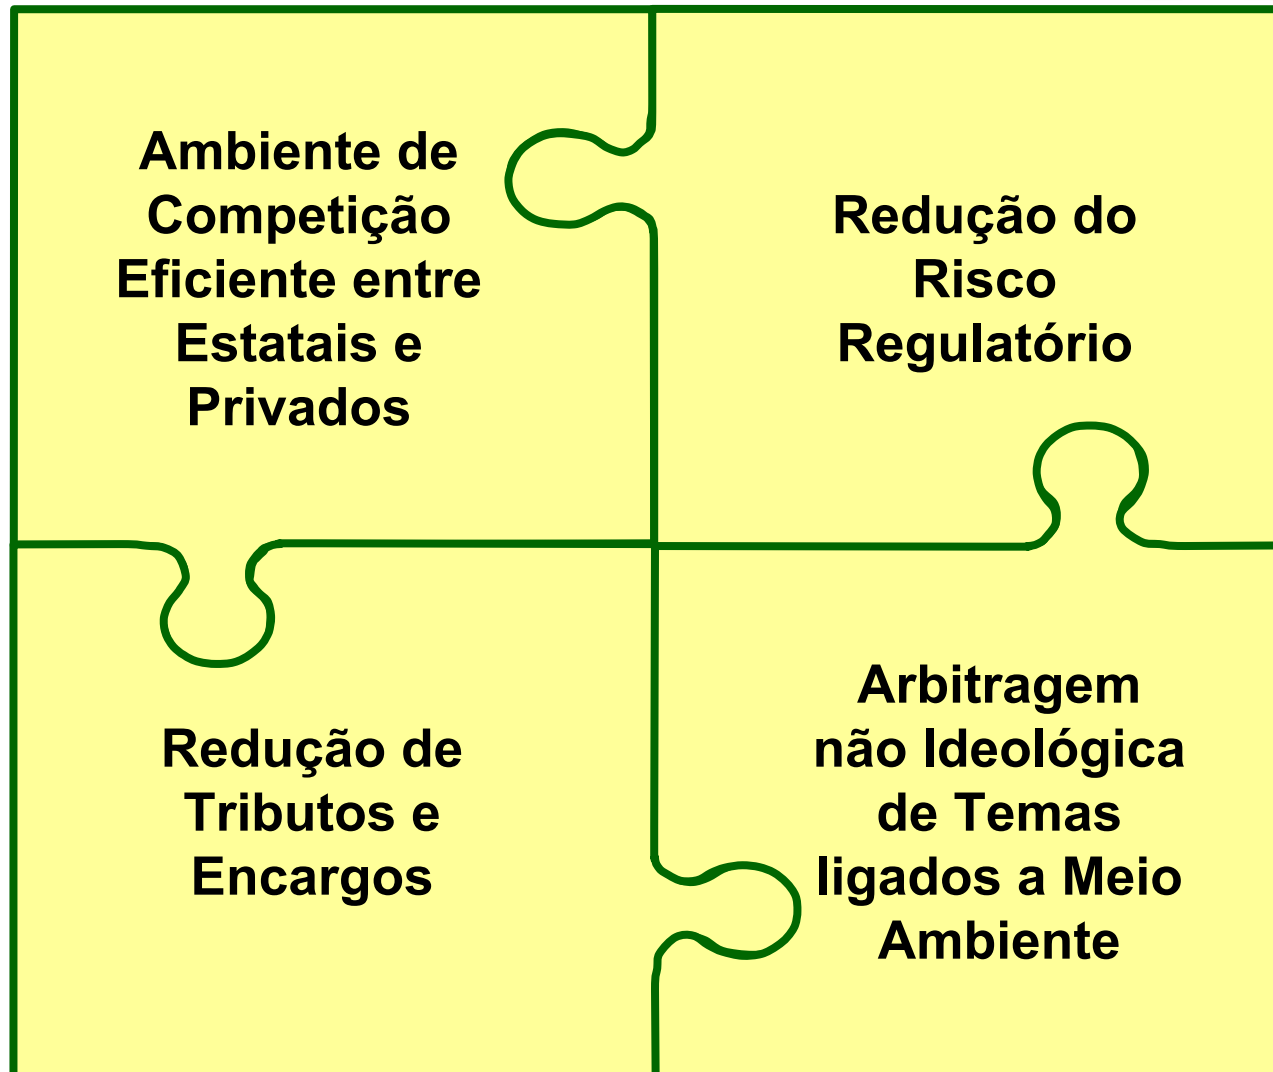 Ambiente de
Competição
Eficiente entre
Estatais e
Privados
Redução do
Risco
Regulatório
Redução de
Tributos e
Encargos
Arbitragem
não Ideológica
de Temas
ligados a Meio
Ambiente